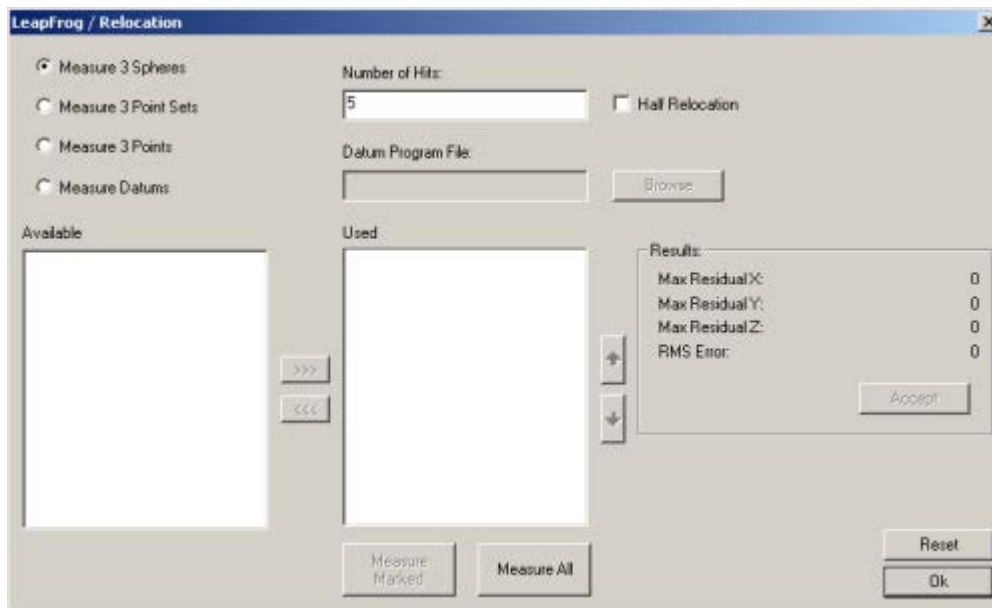 LeapFrog / Relocation
Measure 3 Spheres
Measure 3 Point Sets
Measure 3 Points
Measure Datums
Number of Hits:
5
Half Relocation
Datum Program File:
Browse
Available
Used
>>>
<<<
Results:
Max Residual X: 0
Max Residual Y: 0
Max Residual Z: 0
RMS Error: 0
Accept
Measure
Marked
Measure All
Reset
Ok